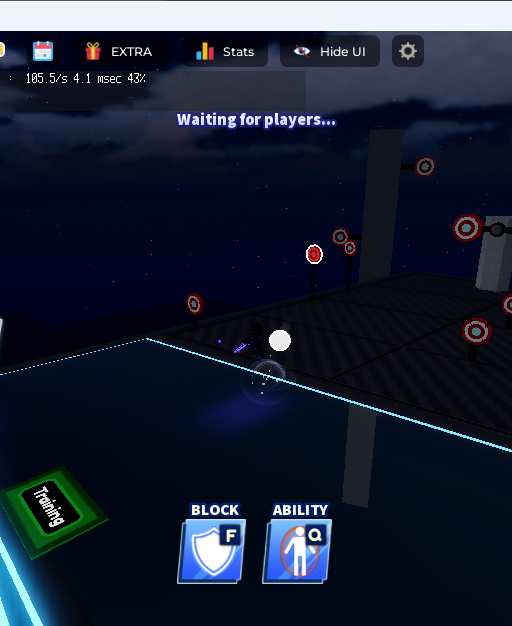 EXTRA
Stats
Hide UI
: 105.5/s 4.1 msec 43%
Waiting for players...
Training
BLOCK
ABILITY
F
Q